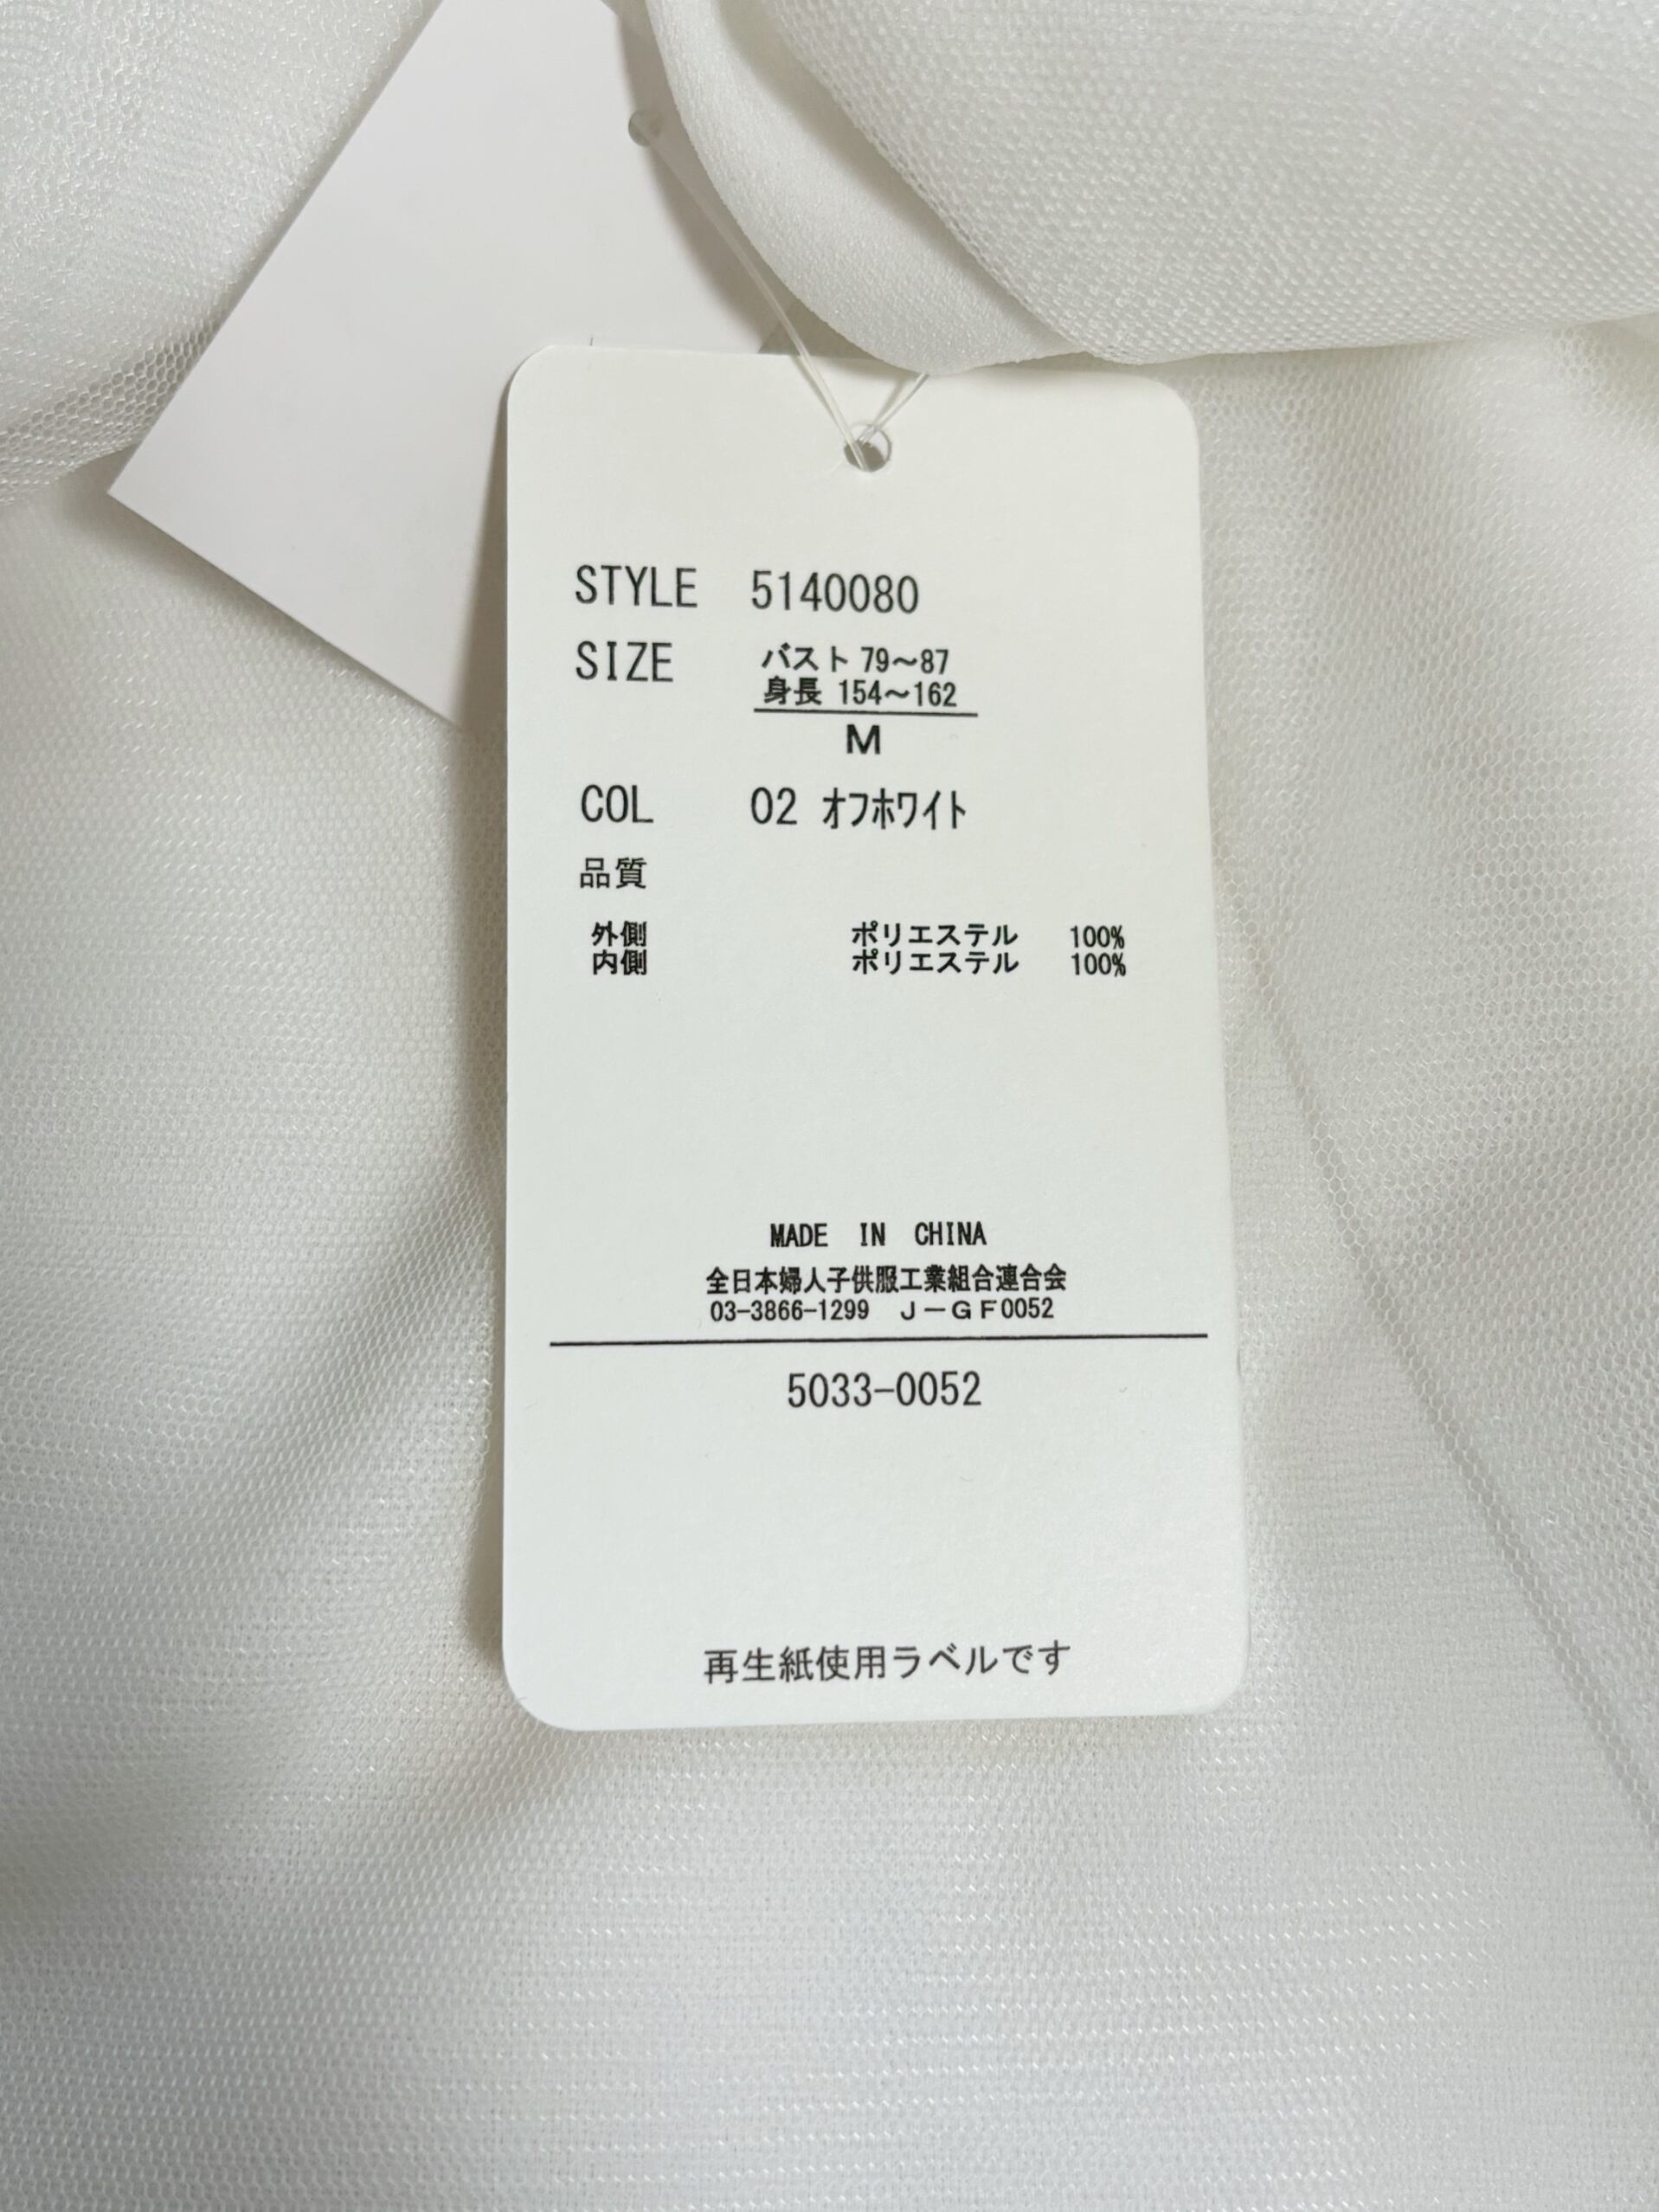 STYLE 5140080
SIZE バスト 79～87
身長 154～162
M
COL 02 オフホワイト
品質
外側 ポリエステル 100%
内側 ポリエステル 100%
MADE IN CHINA
全日本婦人子供服工業組合連合会
03-3866-1299 J－GF0052
5033-0052
再生紙使用ラベルです